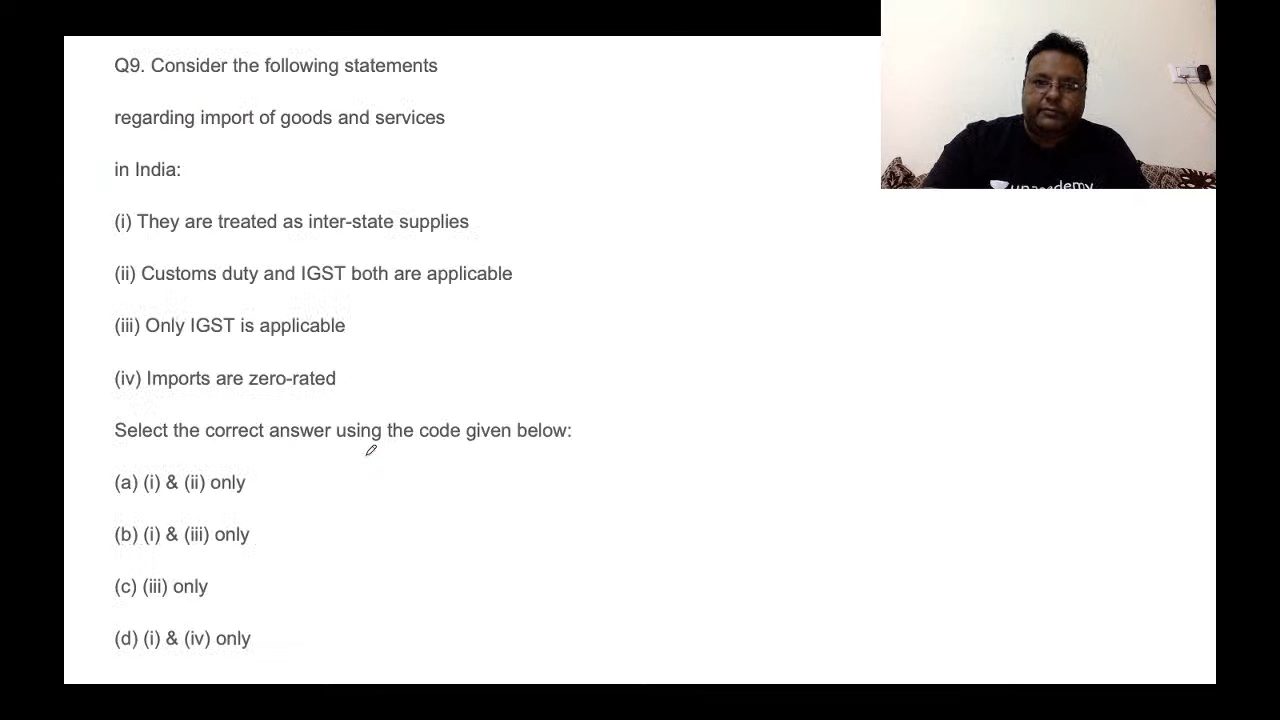 Q9. Consider the following statements
regarding import of goods and services
in India:
(i) They are treated as inter-state supplies
(ii) Customs duty and IGST both are applicable
(iii) Only IGST is applicable
(iv) Imports are zero-rated
Select the correct answer using the code given below:
(a) (i) & (ii) only
(b) (i) & (iii) only
(c) (iii) only
(d) (i) & (iv) only
unacademy